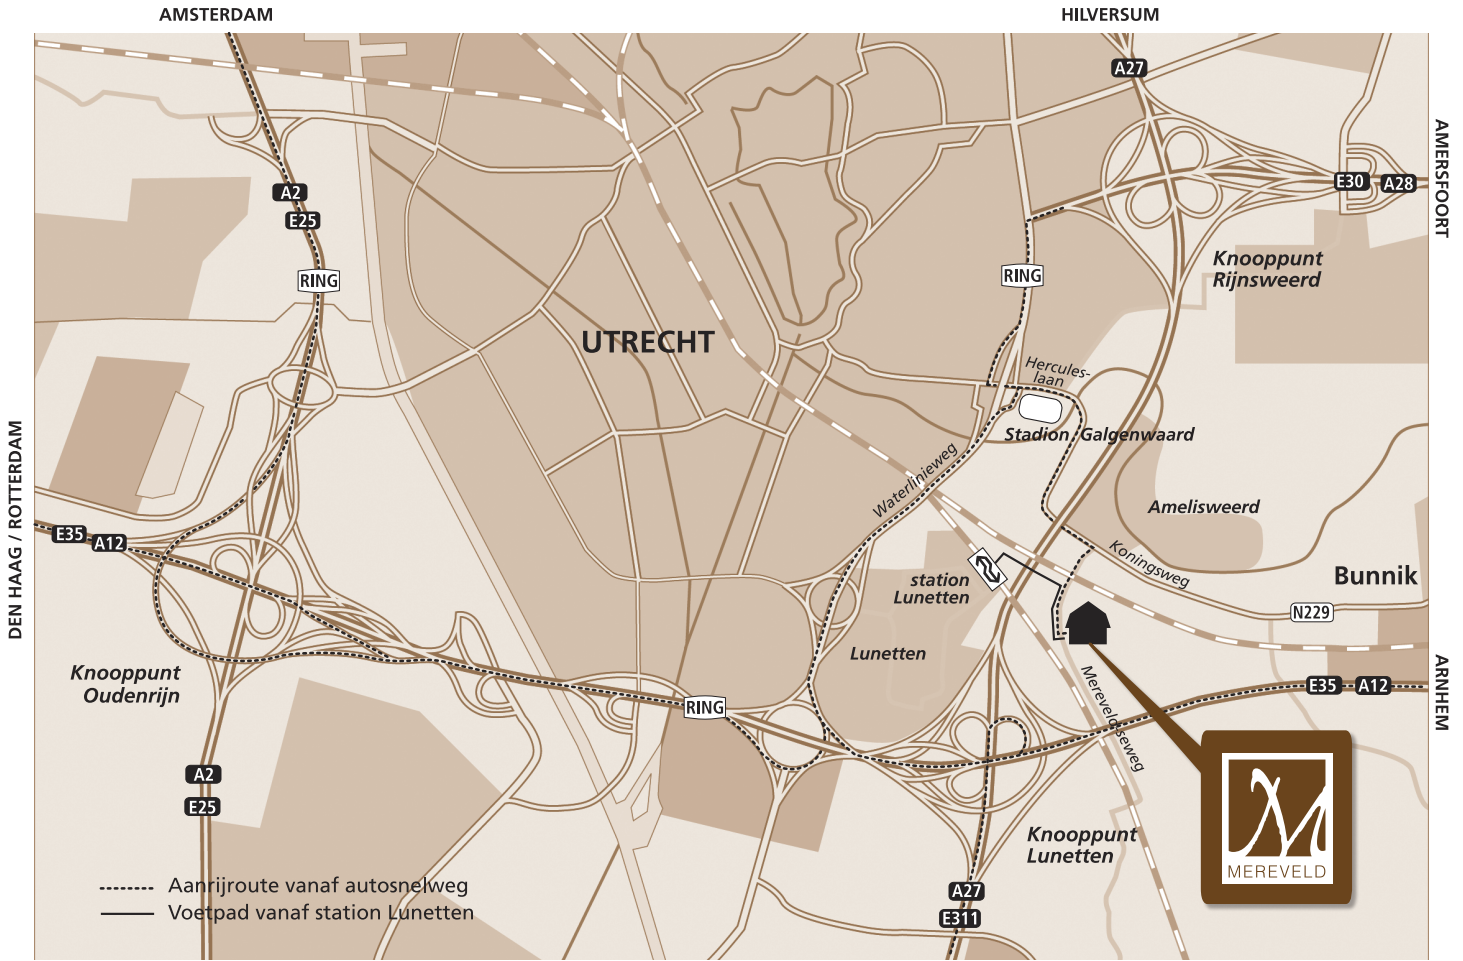 AMSTERDAM
HILVERSUM
A27
AMERSFOORT
E30
A28
A2
E25
Knooppunt
Rijnsweerd
RING
RING
UTRECHT
Hercules-
laan
Stadion Galgenwaard
DEN HAAG / ROTTERDAM
Waterlinieweg
Amelisweerd
E35
A12
Koningsweg
Bunnik
station
Lunetten
N229
Lunetten
Knooppunt
Oudenrijn
ARNHEM
Mereveldseweg
E35
A12
RING
A2
E25
Knooppunt
Lunetten
M
MEREVELD
Aanrijroute vanaf autosnelweg
Voetpad vanaf station Lunetten
A27
E311